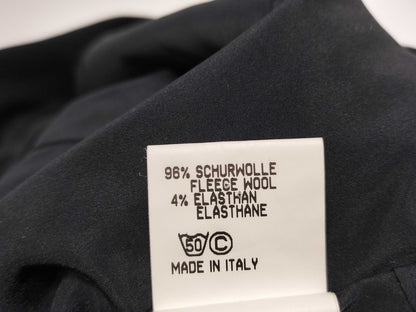 96% SCHURWOLLE
FLEECE WOOL
4% ELASTHAN
ELASTHANE
50 C
MADE IN ITALY